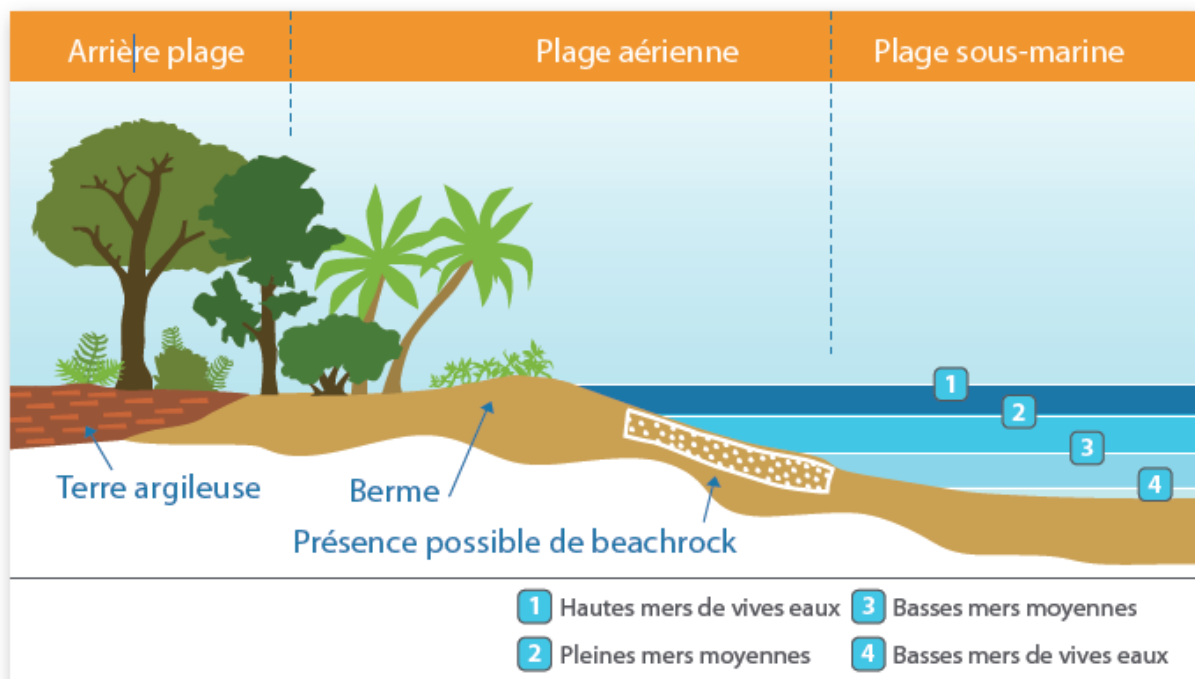 Arrière plage
Plage aérienne
Plage sous-marine
1
2
3
4
Terre argileuse
Berme
Présence possible de beachrock
1 Hautes mers de vives eaux
3 Basses mers moyennes
2 Pleines mers moyennes
4 Basses mers de vives eaux